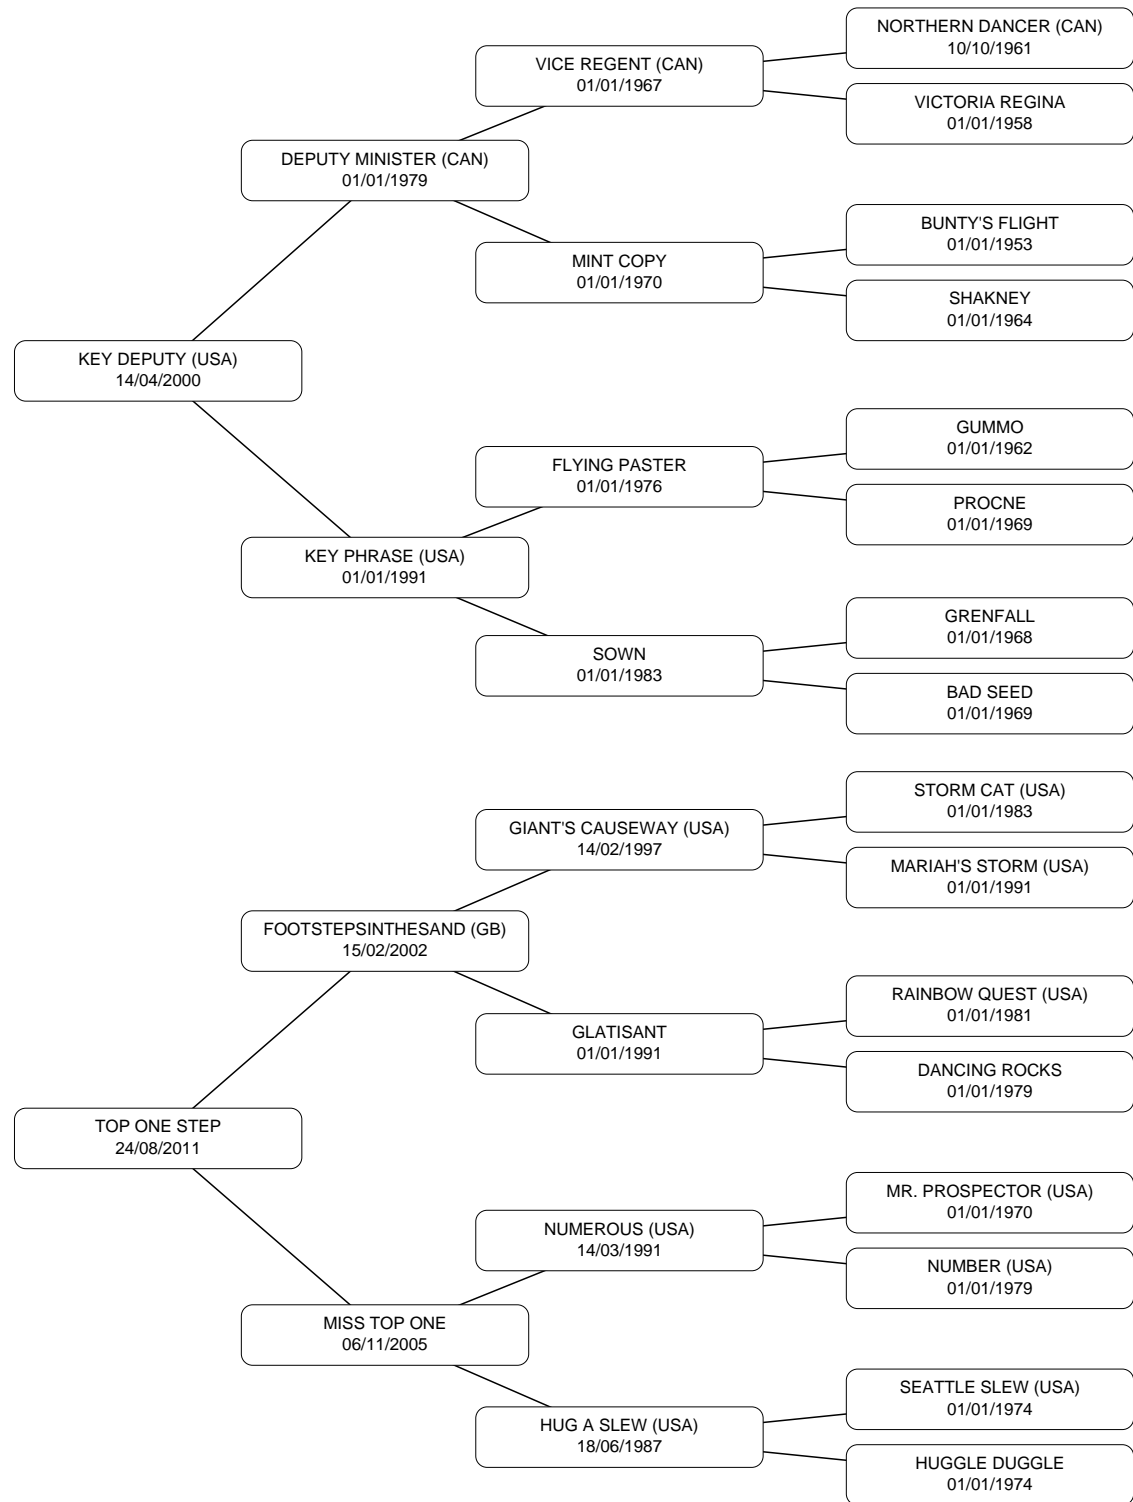 NORTHERN DANCER (CAN)
10/10/1961
VICE REGENT (CAN)
01/01/1967
VICTORIA REGINA
01/01/1958
DEPUTY MINISTER (CAN)
01/01/1979
BUNTY'S FLIGHT
01/01/1953
MINT COPY
01/01/1970
SHAKNEY
01/01/1964
KEY DEPUTY (USA)
14/04/2000
GUMMO
01/01/1962
FLYING PASTER
01/01/1976
PROCNE
01/01/1969
KEY PHRASE (USA)
01/01/1991
GRENFALL
01/01/1968
SOWN
01/01/1983
BAD SEED
01/01/1969
STORM CAT (USA)
01/01/1983
GIANT'S CAUSEWAY (USA)
14/02/1997
MARIAH'S STORM (USA)
01/01/1991
FOOTSTEPSINTHESAND (GB)
15/02/2002
RAINBOW QUEST (USA)
01/01/1981
GLATISANT
01/01/1991
DANCING ROCKS
01/01/1979
TOP ONE STEP
24/08/2011
MR. PROSPECTOR (USA)
01/01/1970
NUMEROUS (USA)
14/03/1991
NUMBER (USA)
01/01/1979
MISS TOP ONE
06/11/2005
SEATTLE SLEW (USA)
01/01/1974
HUG A SLEW (USA)
18/06/1987
HUGGLE DUGGLE
01/01/1974